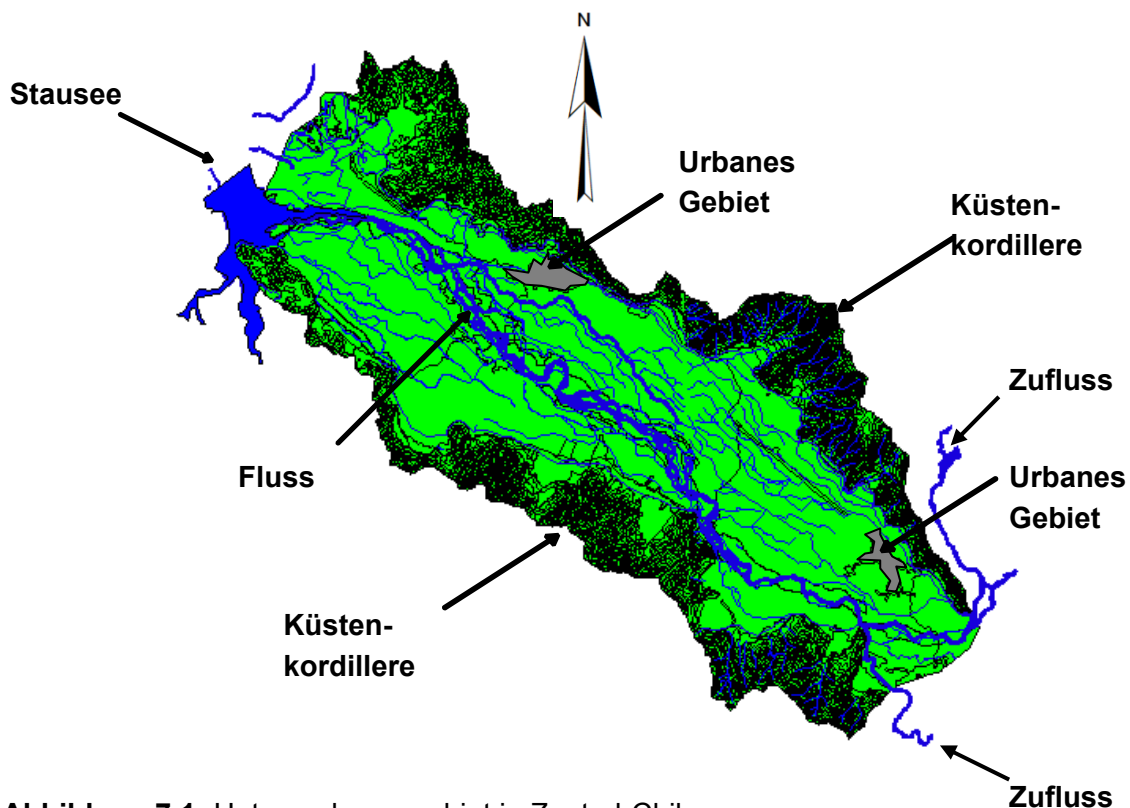 N
Stausee
Urbanes
Gebiet
Küsten-
kordillere
Zufluss
Fluss
Urbanes
Gebiet
Küsten-
kordillere
Zufluss